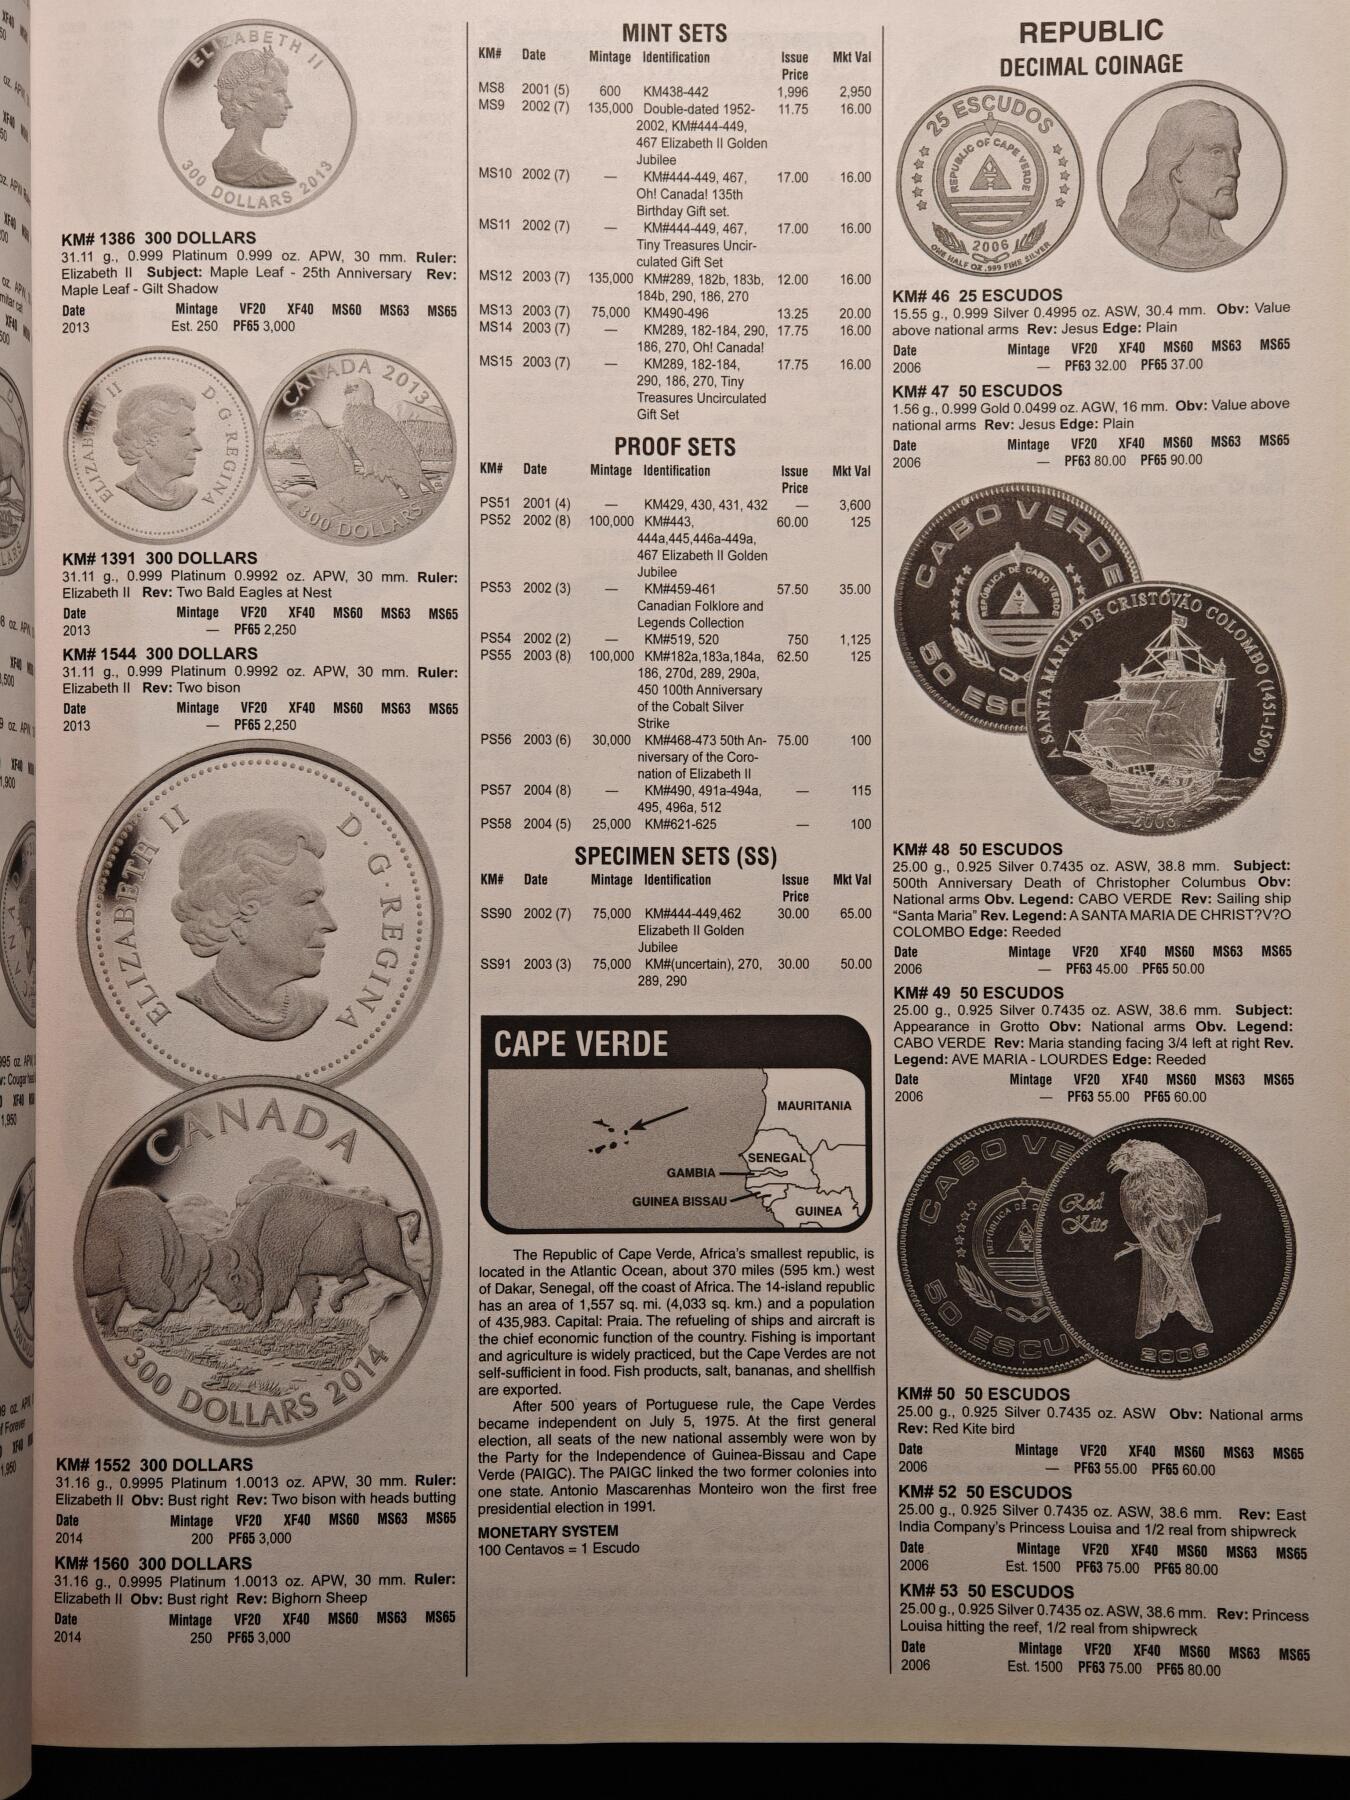 ELIZABETH II
300 DOLLARS 2013
KM# 1386 300 DOLLARS
31.11 g., 0.999 Platinum 0.999 oz. APW, 30 mm. Ruler:
Elizabeth II Subject: Maple Leaf - 25th Anniversary Rev:
Maple Leaf - Gilt Shadow
Date Mintage VF20 XF40 MS60 MS63 MS65
2013 Est. 250 PF65 3,000
ELIZABETH II D·G·REGINA
CANADA 2013
300 DOLLARS
KM# 1391 300 DOLLARS
31.11 g., 0.999 Platinum 0.9992 oz. APW, 30 mm. Ruler:
Elizabeth II Rev: Two Bald Eagles at Nest
Date Mintage VF20 XF40 MS60 MS63 MS65
2013 — PF65 2,250
KM# 1544 300 DOLLARS
31.11 g., 0.999 Platinum 0.9992 oz. APW, 30 mm. Ruler:
Elizabeth II Rev: Two bison
Date Mintage VF20 XF40 MS60 MS63 MS65
2013 — PF65 2,250
ELIZABETH II D·G·REGINA
CANADA
300 DOLLARS 2014
KM# 1552 300 DOLLARS
31.16 g., 0.9995 Platinum 1.0013 oz. APW, 30 mm. Ruler:
Elizabeth II Obv: Bust right Rev: Two bison with heads butting
Date Mintage VF20 XF40 MS60 MS63 MS65
2014 200 PF65 3,000
KM# 1560 300 DOLLARS
31.16 g., 0.9995 Platinum 1.0013 oz. APW, 30 mm. Ruler:
Elizabeth II Obv: Bust right Rev: Bighorn Sheep
Date Mintage VF20 XF40 MS60 MS63 MS65
2014 250 PF65 3,000
MINT SETS
KM# Date Mintage Identification Issue Mkt Val
Price
MS8 2001 (5) 600 KM438-442 1,996 2,950
MS9 2002 (7) 135,000 Double-dated 1952- 11.75 16.00
2002, KM#444-449,
467 Elizabeth II Golden
Jubilee
MS10 2002 (7) — KM#444-449, 467, 17.00 16.00
Oh! Canada! 135th
Birthday Gift set.
MS11 2002 (7) — KM#444-449, 467, 17.00 16.00
Tiny Treasures Uncir-
culated Gift Set
MS12 2003 (7) 135,000 KM#289, 182b, 183b, 12.00 16.00
184b, 290, 186, 270
MS13 2003 (7) 75,000 KM490-496 13.25 20.00
MS14 2003 (7) — KM289, 182-184, 290, 17.75 16.00
186, 270, Oh! Canada!
MS15 2003 (7) — KM289, 182-184, 17.75 16.00
290, 186, 270, Tiny
Treasures Uncirculated
Gift Set
PROOF SETS
KM# Date Mintage Identification Issue Mkt Val
Price
PS51 2001 (4) — KM429, 430, 431, 432 — 3,600
PS52 2002 (8) 100,000 KM#443, 60.00 125
444a,445,446a-449a,
467 Elizabeth II Golden
Jubilee
PS53 2002 (3) — KM#459-461 57.50 35.00
Canadian Folklore and
Legends Collection
PS54 2002 (2) — KM#519, 520 750 1,125
PS55 2003 (8) 100,000 KM#182a,183a,184a, 62.50 125
186, 270d, 289, 290a,
450 100th Anniversary
of the Cobalt Silver
Strike
PS56 2003 (6) 30,000 KM#468-473 50th An- 75.00 100
niversary of the Coro-
nation of Elizabeth II
PS57 2004 (8) — KM#490, 491a-494a, — 115
495, 496a, 512
PS58 2004 (5) 25,000 KM#621-625 — 100
SPECIMEN SETS (SS)
KM# Date Mintage Identification Issue Mkt Val
Price
SS90 2002 (7) 75,000 KM#444-449,462 30.00 65.00
Elizabeth II Golden
Jubilee
SS91 2003 (3) 75,000 KM#(uncertain), 270, 30.00 50.00
289, 290
CAPE VERDE
MAURITANIA
SENEGAL
GAMBIA
GUINEA BISSAU
GUINEA
The Republic of Cape Verde, Africa's smallest republic, is
located in the Atlantic Ocean, about 370 miles (595 km.) west
of Dakar, Senegal, off the coast of Africa. The 14-island republic
has an area of 1,557 sq. mi. (4,033 sq. km.) and a population
of 435,983. Capital: Praia. The refueling of ships and aircraft is
the chief economic function of the country. Fishing is important
and agriculture is widely practiced, but the Cape Verdes are not
self-sufficient in food. Fish products, salt, bananas, and shellfish
are exported.
After 500 years of Portuguese rule, the Cape Verdes
became independent on July 5, 1975. At the first general
election, all seats of the new national assembly were won by
the Party for the Independence of Guinea-Bissau and Cape
Verde (PAIGC). The PAIGC linked the two former colonies into
one state. Antonio Mascarenhas Monteiro won the first free
presidential election in 1991.
MONETARY SYSTEM
100 Centavos = 1 Escudo
REPUBLIC
DECIMAL COINAGE
25 ESCUDOS
REPUBLIC OF CAPE VERDE
2006
ONE HALF OZ .999 FINE SILVER
KM# 46 25 ESCUDOS
15.55 g., 0.999 Silver 0.4995 oz. ASW, 30.4 mm. Obv: Value
above national arms Rev: Jesus Edge: Plain
Date Mintage VF20 XF40 MS60 MS63 MS65
2006 — PF63 32.00 PF65 37.00
KM# 47 50 ESCUDOS
1.56 g., 0.999 Gold 0.0499 oz. AGW, 16 mm. Obv: Value above
national arms Rev: Jesus Edge: Plain
Date Mintage VF20 XF40 MS60 MS63 MS65
2006 — PF63 80.00 PF65 90.00
CABO VERDE
REPÚBLICA DE CABO VERDE
50 ESC
A SANTA MARIA DE CRISTÓVÃO COLOMBO (1451-1506)
2006
KM# 48 50 ESCUDOS
25.00 g., 0.925 Silver 0.7435 oz. ASW, 38.8 mm. Subject:
500th Anniversary Death of Christopher Columbus Obv:
National arms Obv. Legend: CABO VERDE Rev: Sailing ship
“Santa Maria” Rev. Legend: A SANTA MARIA DE CHRIST?V?O
COLOMBO Edge: Reeded
Date Mintage VF20 XF40 MS60 MS63 MS65
2006 — PF63 45.00 PF65 50.00
KM# 49 50 ESCUDOS
25.00 g., 0.925 Silver 0.7435 oz. ASW, 38.6 mm. Subject:
Appearance in Grotto Obv: National arms Obv. Legend:
CABO VERDE Rev: Maria standing facing 3/4 left at right Rev.
Legend: AVE MARIA - LOURDES Edge: Reeded
Date Mintage VF20 XF40 MS60 MS63 MS65
2006 — PF63 55.00 PF65 60.00
CABO VE
REPÚBLICA DE C
50 ESCU
Red
Kite
2006
KM# 50 50 ESCUDOS
25.00 g., 0.925 Silver 0.7435 oz. ASW Obv: National arms
Rev: Red Kite bird
Date Mintage VF20 XF40 MS60 MS63 MS65
2006 — PF63 55.00 PF65 60.00
KM# 52 50 ESCUDOS
25.00 g., 0.925 Silver 0.7435 oz. ASW, 38.6 mm. Rev: East
India Company's Princess Louisa and 1/2 real from shipwreck
Date Mintage VF20 XF40 MS60 MS63 MS65
2006 Est. 1500 PF63 75.00 PF65 80.00
KM# 53 50 ESCUDOS
25.00 g., 0.925 Silver 0.7435 oz. ASW, 38.6 mm. Rev: Princess
Louisa hitting the reef, 1/2 real from shipwreck
Date Mintage VF20 XF40 MS60 MS63 MS65
2006 Est. 1500 PF63 75.00 PF65 80.00